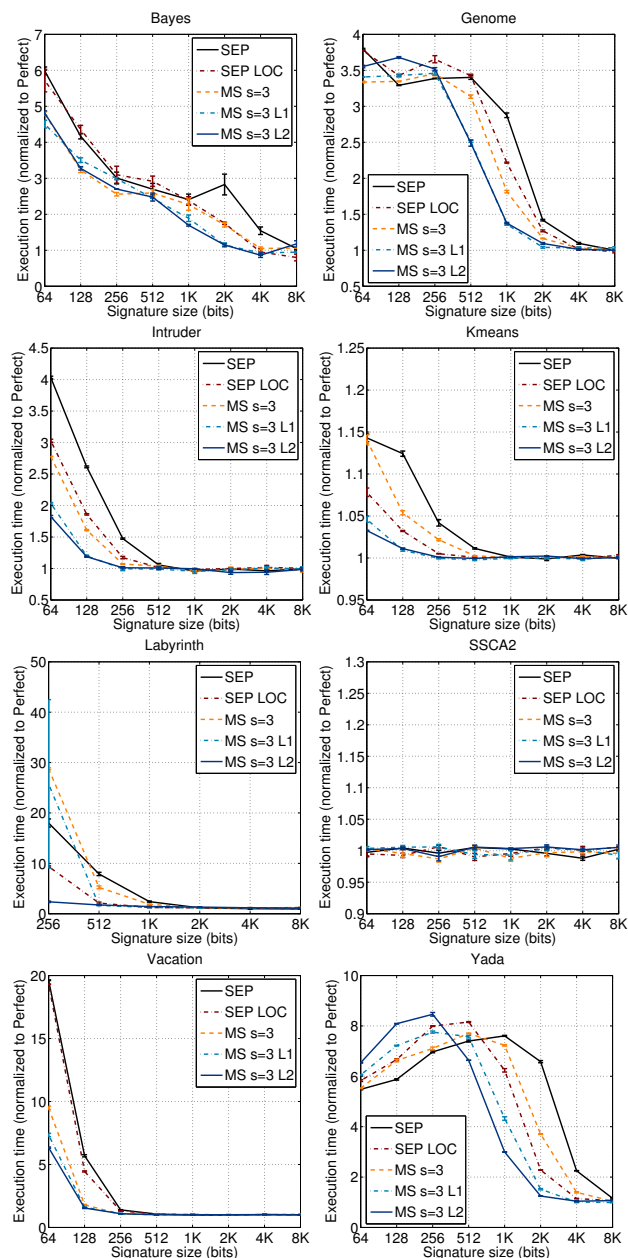 Bayes
Execution time (normalized to Perfect)
7
6
5
4
3
2
1
0
64 128 256 512 1K 2K 4K 8K
Signature size (bits)
SEP
SEP LOC
MS s=3
MS s=3 L1
MS s=3 L2
Genome
Execution time (normalized to Perfect)
4
3.5
3
2.5
2
1.5
1
0.5
64 128 256 512 1K 2K 4K 8K
Signature size (bits)
SEP
SEP LOC
MS s=3
MS s=3 L1
MS s=3 L2
Intruder
Execution time (normalized to Perfect)
4.5
4
3.5
3
2.5
2
1.5
1
0.5
64 128 256 512 1K 2K 4K 8K
Signature size (bits)
SEP
SEP LOC
MS s=3
MS s=3 L1
MS s=3 L2
Kmeans
Execution time (normalized to Perfect)
1.25
1.2
1.15
1.1
1.05
1
0.95
64 128 256 512 1K 2K 4K 8K
Signature size (bits)
SEP
SEP LOC
MS s=3
MS s=3 L1
MS s=3 L2
Labyrinth
Execution time (normalized to Perfect)
50
40
30
20
10
0
256 512 1K 2K 4K 8K
Signature size (bits)
SEP
SEP LOC
MS s=3
MS s=3 L1
MS s=3 L2
SSCA2
Execution time (normalized to Perfect)
1.3
1.25
1.2
1.15
1.1
1.05
1
0.95
0.9
64 128 256 512 1K 2K 4K 8K
Signature size (bits)
SEP
SEP LOC
MS s=3
MS s=3 L1
MS s=3 L2
Vacation
Execution time (normalized to Perfect)
20
15
10
5
0
64 128 256 512 1K 2K 4K 8K
Signature size (bits)
SEP
SEP LOC
MS s=3
MS s=3 L1
MS s=3 L2
Yada
Execution time (normalized to Perfect)
10
8
6
4
2
0
64 128 256 512 1K 2K 4K 8K
Signature size (bits)
SEP
SEP LOC
MS s=3
MS s=3 L1
MS s=3 L2